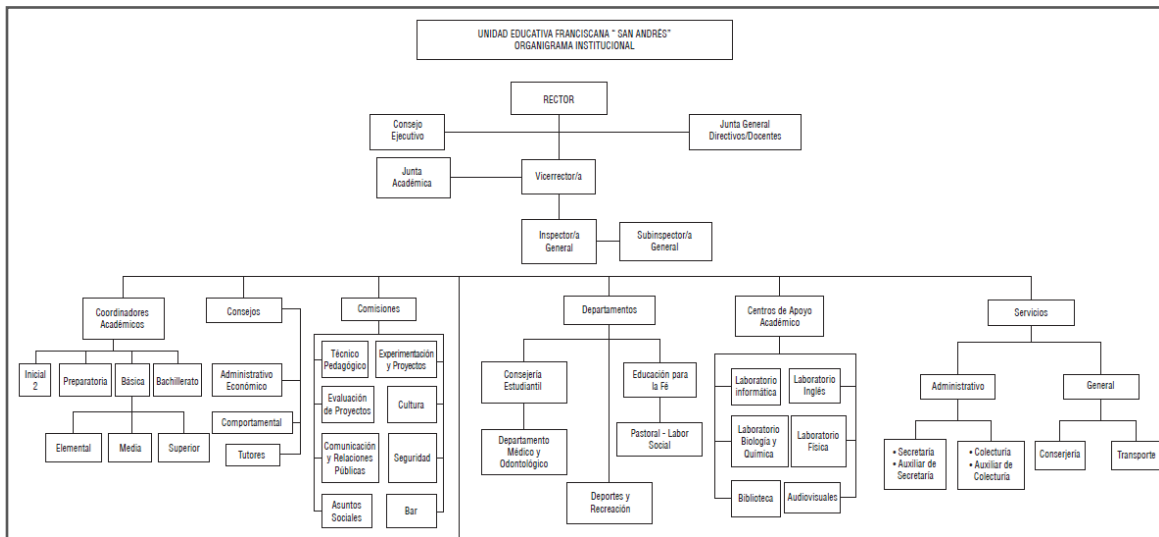 UNIDAD EDUCATIVA FRANCISCANA " SAN ANDRÉS"
ORGANIGRAMA INSTITUCIONAL
RECTOR
Consejo
Ejecutivo
Junta General
Directivos/Docentes
Junta
Académica
Vicerrector/a
Inspector/a
General
Subinspector/a
General
Coordinadores
Académicos
Consejos
Comisiones
Departamentos
Centros de Apoyo
Académico
Servicios
Inicial
2
Preparatoria
Básica
Bachillerato
Elemental
Media
Superior
Administrativo
Económico
Comportamental
Tutores
Técnico
Pedagógico
Experimentación
y Proyectos
Evaluación
de Proyectos
Cultura
Comunicación
y Relaciones
Públicas
Seguridad
Asuntos
Sociales
Bar
Consejería
Estudiantil
Educación para
la Fé
Departamento
Médico y
Odontológico
Pastoral - Labor
Social
Deportes y
Recreación
Laboratorio
informática
Laboratorio
Inglés
Laboratorio
Biología y
Química
Laboratorio
Física
Biblioteca
Audiovisuales
Administrativo
General
• Secretaría
• Auxiliar de
Secretaría
• Colecturía
• Auxiliar de
Colecturía
Conserjería
Transporte